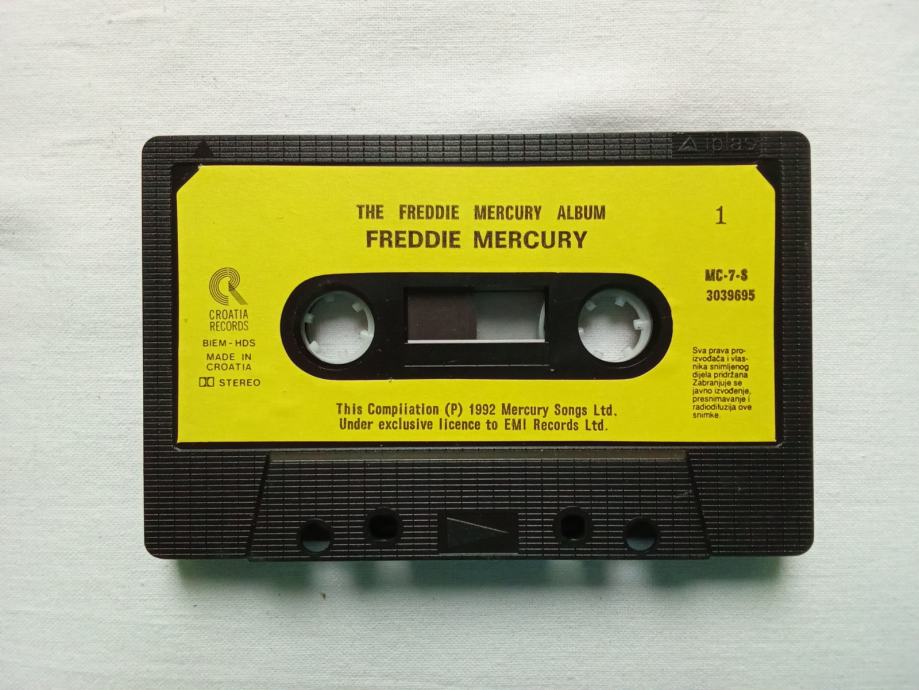 Aiplas
THE FREDDIE MERCURY ALBUM
FREDDIE MERCURY
1
MC-7-S
3039695
CROATIA
RECORDS
BIEM - HDS
MADE IN
CROATIA
STEREO
Sva prava pro-
izvođača i vlas-
nika snimljenog
dijela pridržana
Zabranjuje se
javno izvođenje,
presnimavanje i
radiodifuzija ove
snimke.
This Compilation (P) 1992 Mercury Songs Ltd.
Under exclusive licence to EMI Records Ltd.